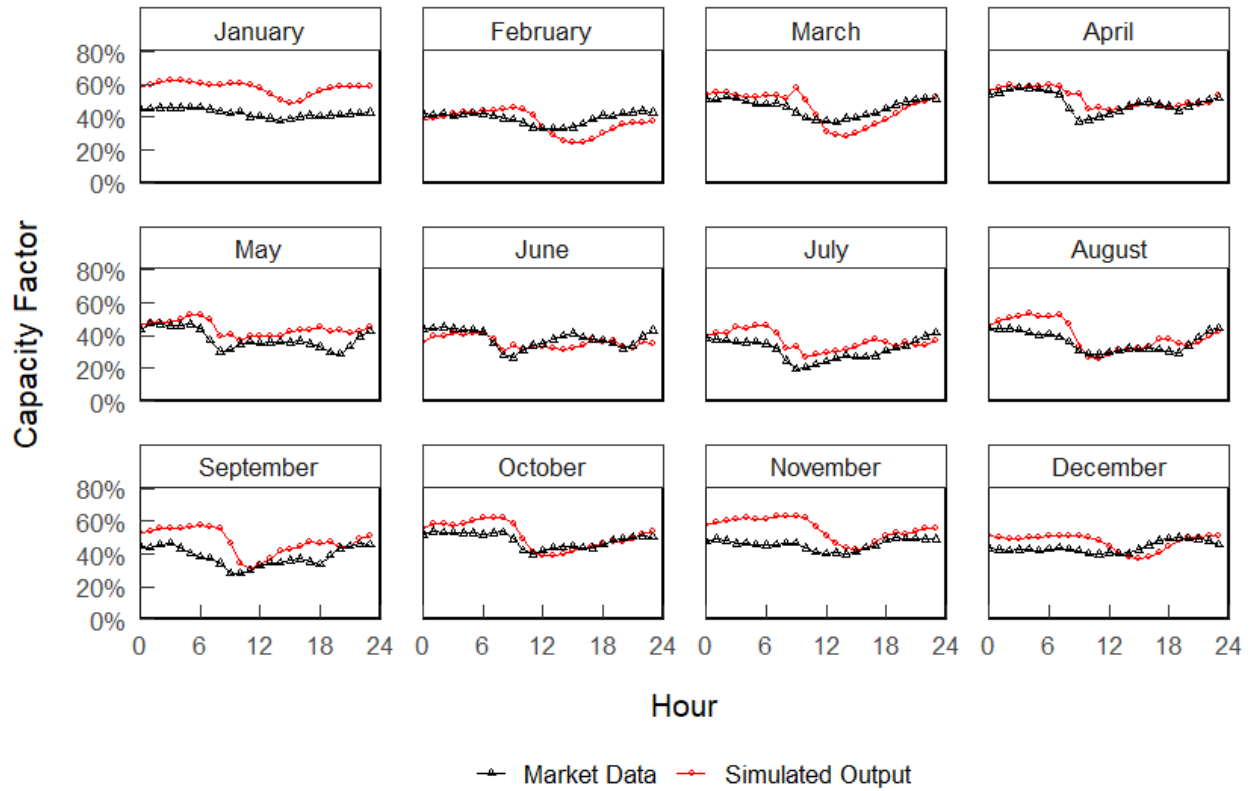 January February March April
80%
60%
40%
20%
0%
May June July August
80%
60%
40%
20%
0%
September October November December
80%
60%
40%
20%
0%
0 6 12 18 24 0 6 12 18 24 0 6 12 18 24 0 6 12 18 24
Capacity Factor
Hour
Market Data Simulated Output